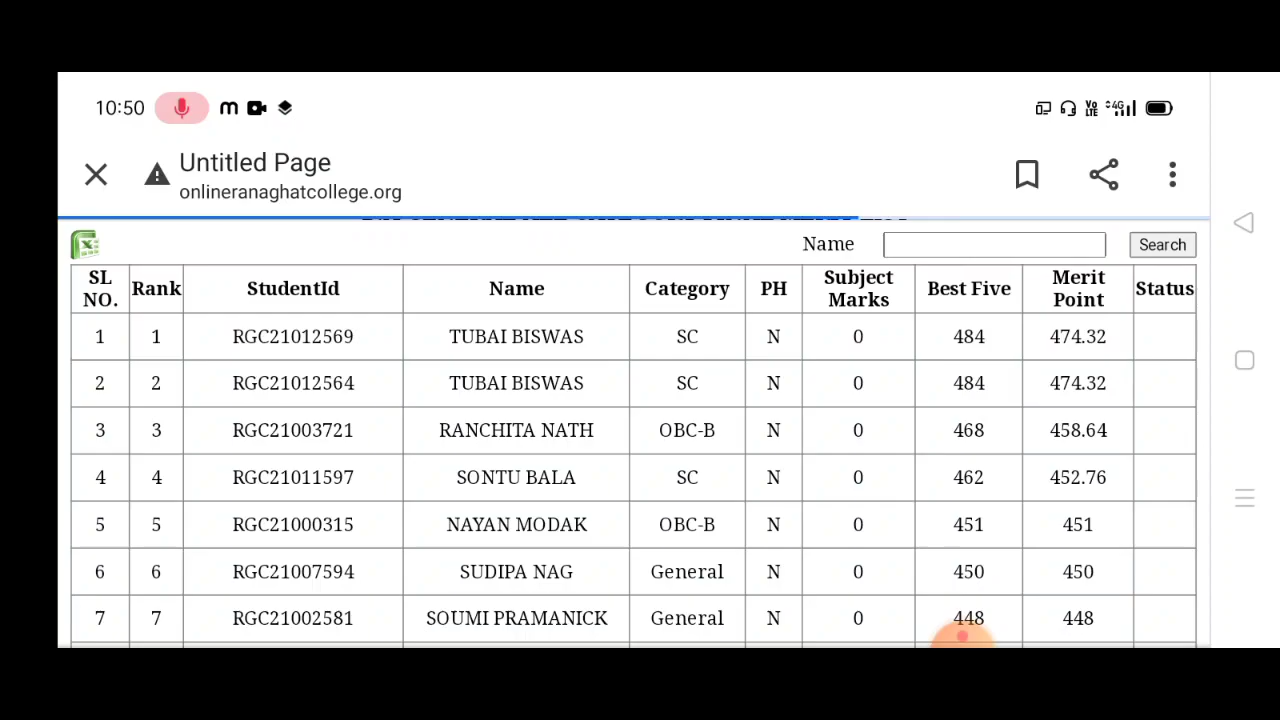 10:50 m Vo LTE 4G
Untitled Page
onlineranaghatcollege.org
Name Search
SL NO. Rank StudentId Name Category PH Subject Marks Best Five Merit Point Status
1 1 RGC21012569 TUBAI BISWAS SC N 0 484 474.32
2 2 RGC21012564 TUBAI BISWAS SC N 0 484 474.32
3 3 RGC21003721 RANCHITA NATH OBC-B N 0 468 458.64
4 4 RGC21011597 SONTU BALA SC N 0 462 452.76
5 5 RGC21000315 NAYAN MODAK OBC-B N 0 451 451
6 6 RGC21007594 SUDIPA NAG General N 0 450 450
7 7 RGC21002581 SOUMI PRAMANICK General N 0 448 448